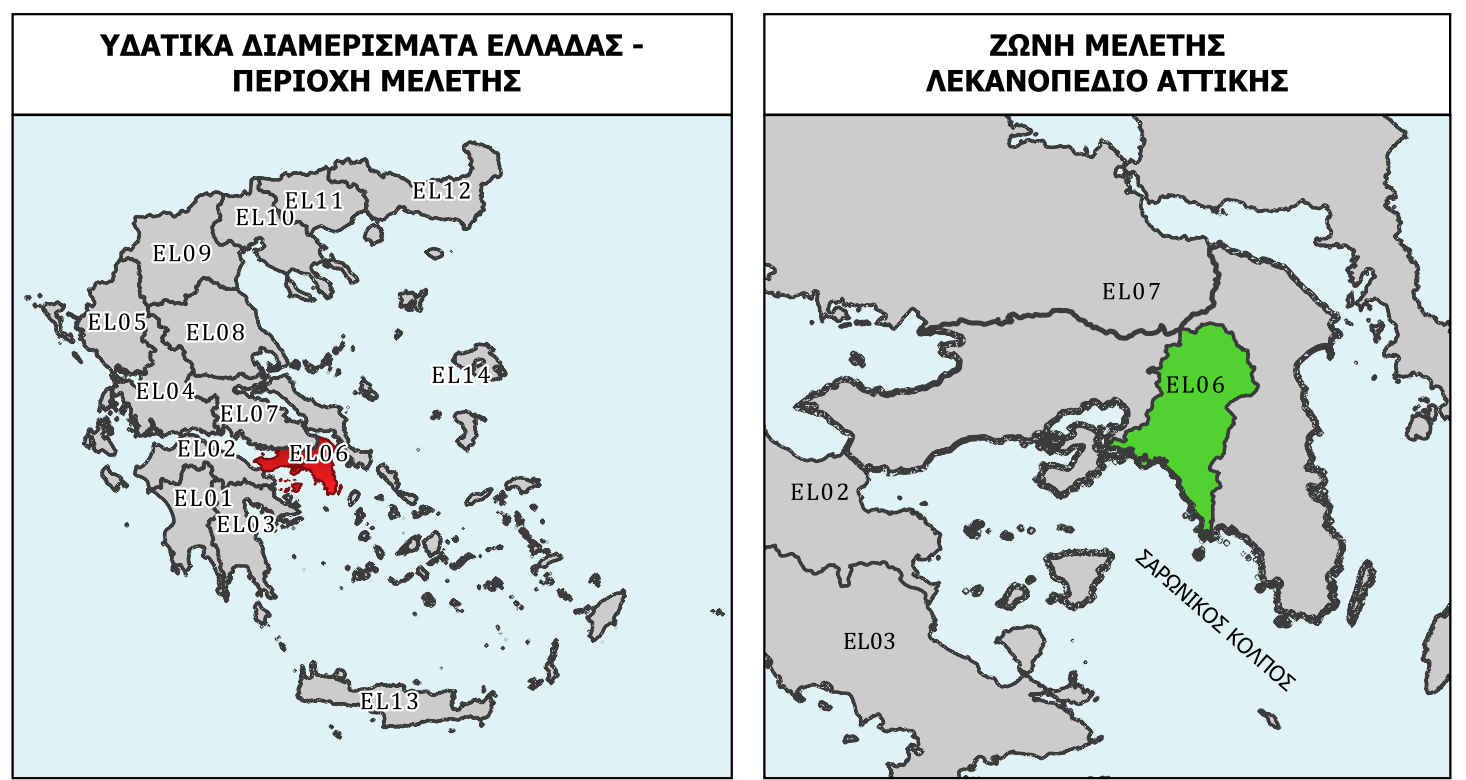 ΥΔΑΤΙΚΑ ΔΙΑΜΕΡΙΣΜΑΤΑ ΕΛΛΑΔΑΣ -
ΠΕΡΙΟΧΗ ΜΕΛΕΤΗΣ
EL12
EL11
EL10
EL09
EL05
EL08
EL14
EL04
EL07
EL02
EL06
EL01
EL03
EL13
ΖΩΝΗ ΜΕΛΕΤΗΣ
ΛΕΚΑΝΟΠΕΔΙΟ ΑΤΤΙΚΗΣ
EL07
EL06
EL02
ΣΑΡΩΝΙΚΟΣ ΚΟΛΠΟΣ
EL03